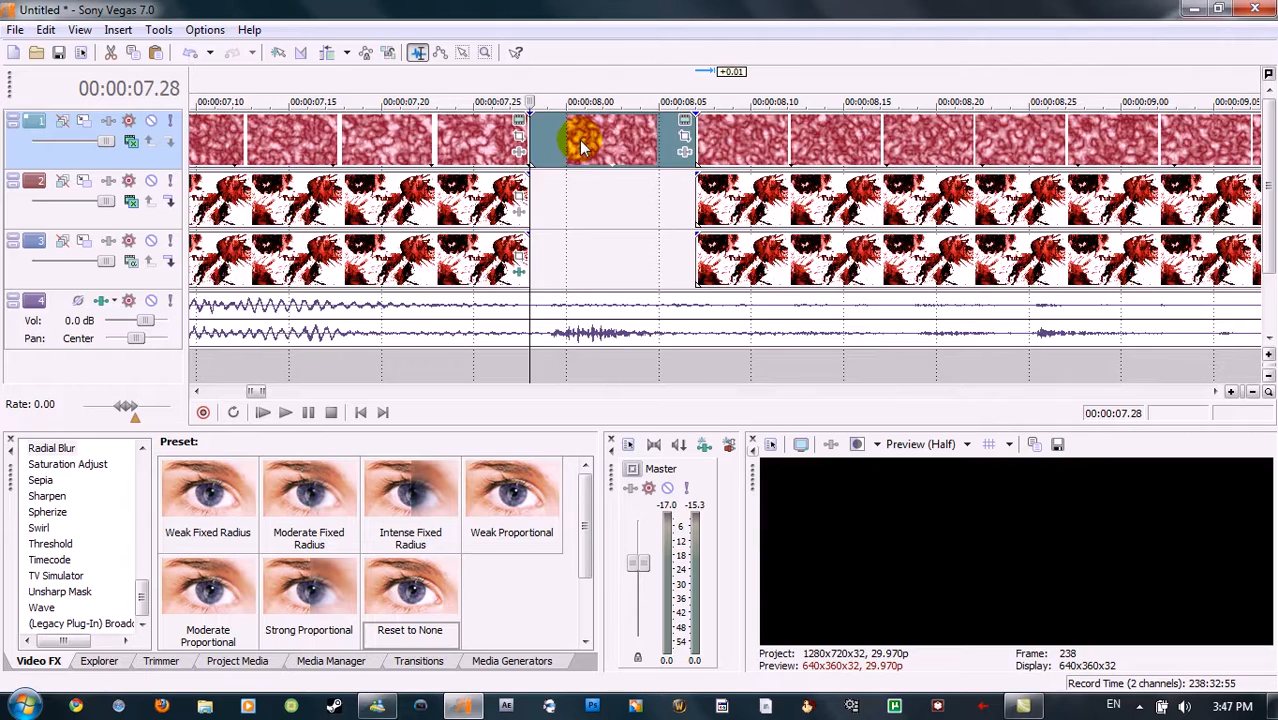 Untitled * - Sony Vegas 7.0
File Edit View Insert Tools Options Help
+0.01
00:00:07.28
00:00:07.10 00:00:07.15 00:00:07.20 00:00:07.25 00:00:08.00 00:00:08.05 00:00:08.10 00:00:08.15 00:00:08.20 00:00:08.25 00:00:09.00 00:00:09.05
1
2
3
4
Vol: 0.0 dB
Pan: Center
Rate: 0.00
00:00:07.28
Radial Blur
Saturation Adjust
Sepia
Sharpen
Spherize
Swirl
Threshold
Timecode
TV Simulator
Unsharp Mask
Wave
(Legacy Plug-In) Broadc
Preset:
Weak Fixed Radius
Moderate Fixed Radius
Intense Fixed Radius
Weak Proportional
Moderate Proportional
Strong Proportional
Reset to None
Video FX Explorer Trimmer Project Media Media Manager Transitions Media Generators
Master
-17.0 -15.3
6
12
18
24
30
36
42
48
54
0.0 0.0
Preview (Half)
Project: 1280x720x32, 29.970p
Preview: 640x360x32, 29.970p
Frame: 238
Display: 640x360x32
Record Time (2 channels): 238:32:55
EN 3:47 PM